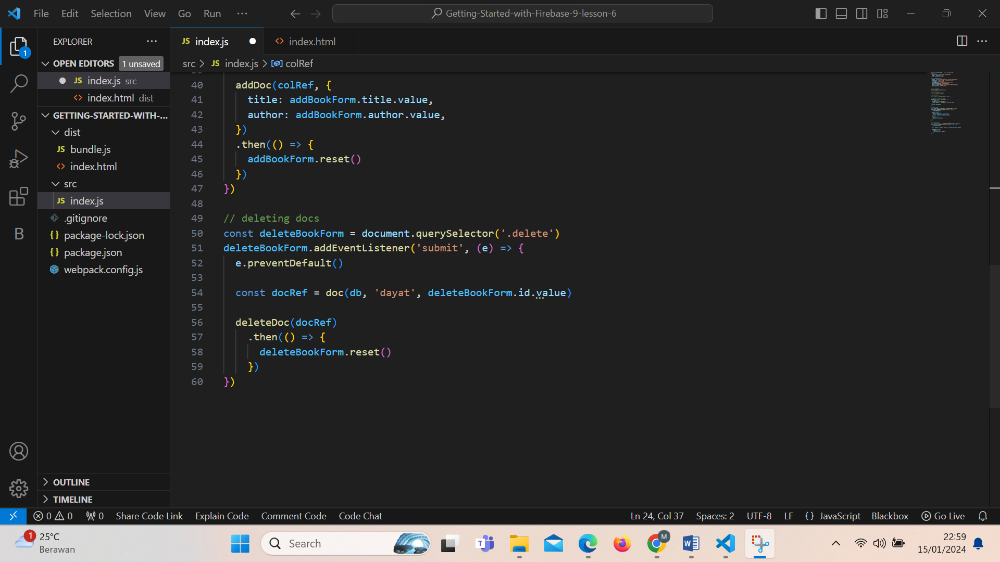 File Edit Selection View Go Run ...
Getting-Started-with-Firebase-9-lesson-6
EXPLORER
1
OPEN EDITORS 1 unsaved
JS index.js src
index.html dist
GETTING-STARTED-WITH-...
dist
JS bundle.js
index.html
src
JS index.js
.gitignore
{} package-lock.json
{} package.json
webpack.config.js
B
OUTLINE
TIMELINE
JS index.js
index.html
src > JS index.js > colRef
40 addDoc(colRef, {
41 title: addBookForm.title.value,
42 author: addBookForm.author.value,
43 })
44 .then(() => {
45 addBookForm.reset()
46 })
47 })
48
49 // deleting docs
50 const deleteBookForm = document.querySelector('.delete')
51 deleteBookForm.addEventListener('submit', (e) => {
52 e.preventDefault()
53
54 const docRef = doc(db, 'dayat', deleteBookForm.id.value)
55
56 deleteDoc(docRef)
57 .then(() => {
58 deleteBookForm.reset()
59 })
60 })
0 0 0 Share Code Link Explain Code Comment Code Code Chat Ln 24, Col 37 Spaces: 2 UTF-8 LF {} JavaScript Blackbox Go Live
1 25°C
Berawan
Search
T
M
W
22:59
15/01/2024